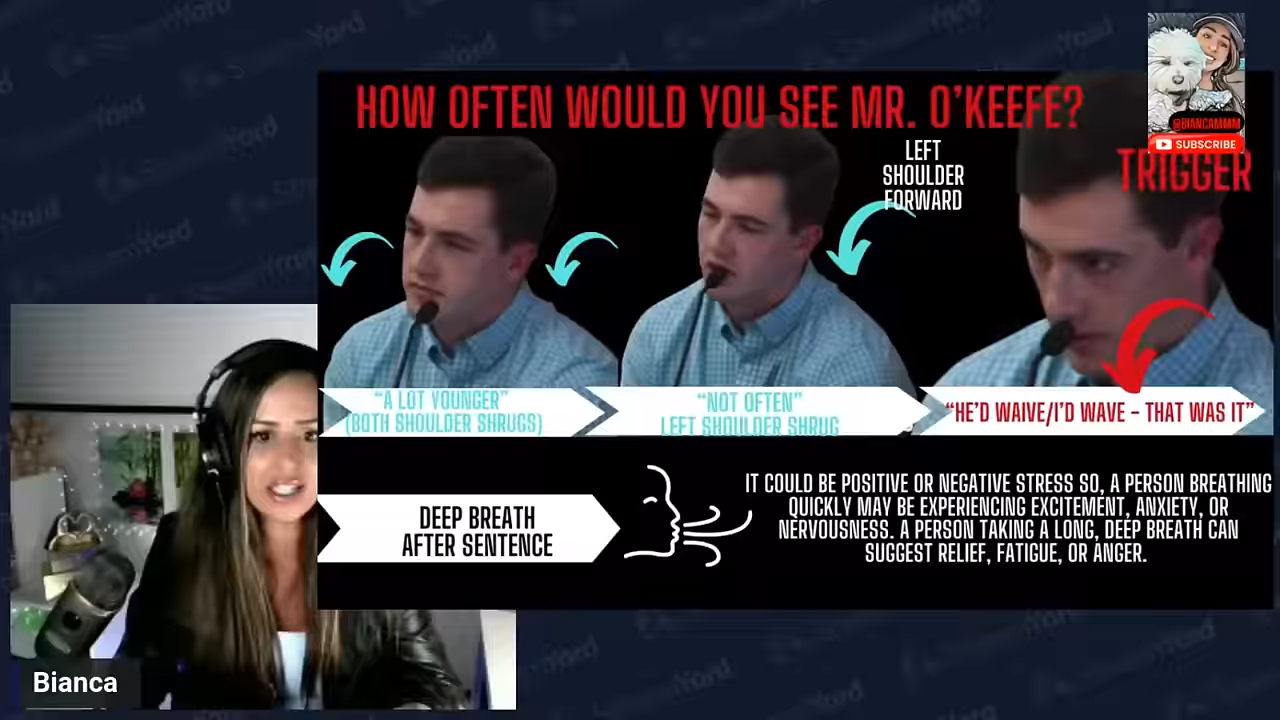 HOW OFTEN WOULD YOU SEE MR. O'KEEFE?
@BIANCAMMM
SUBSCRIBE
LEFT
SHOULDER
FORWARD
TRIGGER
"A LOT YOUNGER"
(BOTH SHOULDER SHRUGS)
"NOT OFTEN"
LEFT SHOULDER SHRUG
"HE'D WAIVE/I'D WAVE - THAT WAS IT"
DEEP BREATH
AFTER SENTENCE
IT COULD BE POSITIVE OR NEGATIVE STRESS SO, A PERSON BREATHING
QUICKLY MAY BE EXPERIENCING EXCITEMENT, ANXIETY, OR
NERVOUSNESS. A PERSON TAKING A LONG, DEEP BREATH CAN
SUGGEST RELIEF, FATIGUE, OR ANGER.
Bianca
StreamYard